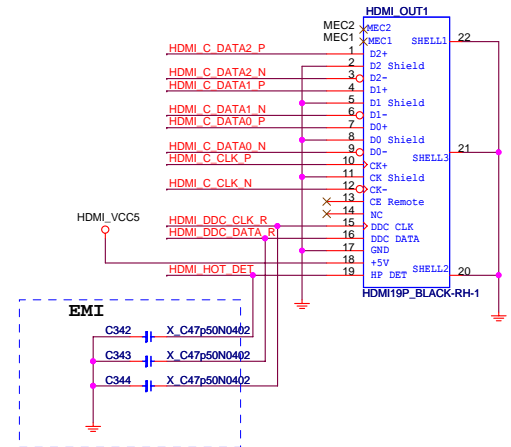 HDMI_OUT1
MEC2 MEC2
MEC1 MEC1 SHELL1 22
HDMI_C_DATA2_P 1 D2+
2 D2 Shield
HDMI_C_DATA2_N 3 D2-
HDMI_C_DATA1_P 4 D1+
5 D1 Shield
HDMI_C_DATA1_N 6 D1-
HDMI_C_DATA0_P 7 D0+
8 D0 Shield
HDMI_C_DATA0_N 9 D0- SHELL3 21
HDMI_C_CLK_P 10 CK+
11 CK Shield
HDMI_C_CLK_N 12 CK-
13 CE Remote
14 NC
HDMI_VCC5
HDMI_DDC_CLK_R 15 DDC CLK
HDMI_DDC_DATA_R 16 DDC DATA
17 GND
18 +5V
HDMI_HOT_DET 19 HP DET SHELL2 20
HDMI19P_BLACK-RH-1
EMI
C342 X_C47p50N0402
C343 X_C47p50N0402
C344 X_C47p50N0402